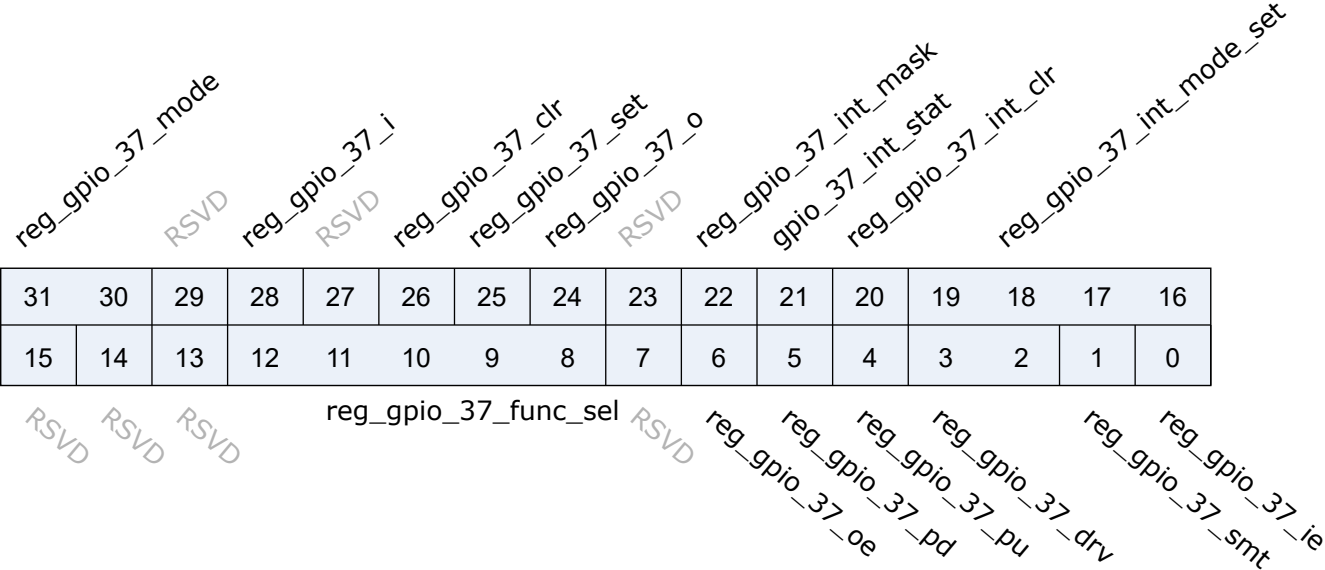 reg_gpio_37_mode
RSVD
reg_gpio_37_i
RSVD
reg_gpio_37_clr
reg_gpio_37_set
reg_gpio_37_o
RSVD
reg_gpio_37_int_mask
gpio_37_int_stat
reg_gpio_37_int_clr
reg_gpio_37_int_mode_set
31 30 29 28 27 26 25 24 23 22 21 20 19 18 17 16
15 14 13 12 11 10 9 8 7 6 5 4 3 2 1 0
RSVD
RSVD
RSVD
reg_gpio_37_func_sel
RSVD
reg_gpio_37_oe
reg_gpio_37_pd
reg_gpio_37_pu
reg_gpio_37_drv
reg_gpio_37_smt
reg_gpio_37_ie